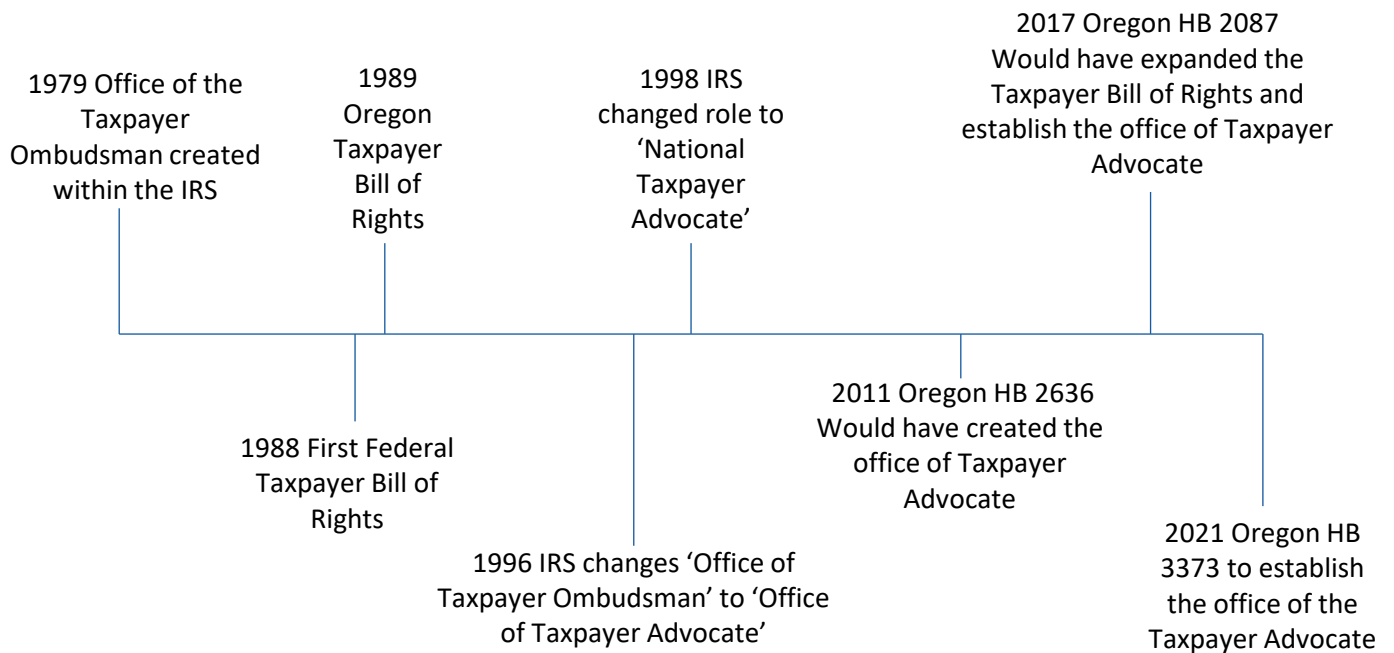 1979 Office of the
Taxpayer
Ombudsman created
within the IRS
1989
Oregon
Taxpayer
Bill of
Rights
1998 IRS
changed role to
‘National
Taxpayer
Advocate’
2017 Oregon HB 2087
Would have expanded the
Taxpayer Bill of Rights and
establish the office of Taxpayer
Advocate
1988 First Federal
Taxpayer Bill of
Rights
1996 IRS changes ‘Office of
Taxpayer Ombudsman’ to ‘Office
of Taxpayer Advocate’
2011 Oregon HB 2636
Would have created the
office of Taxpayer
Advocate
2021 Oregon HB
3373 to establish
the office of the
Taxpayer Advocate